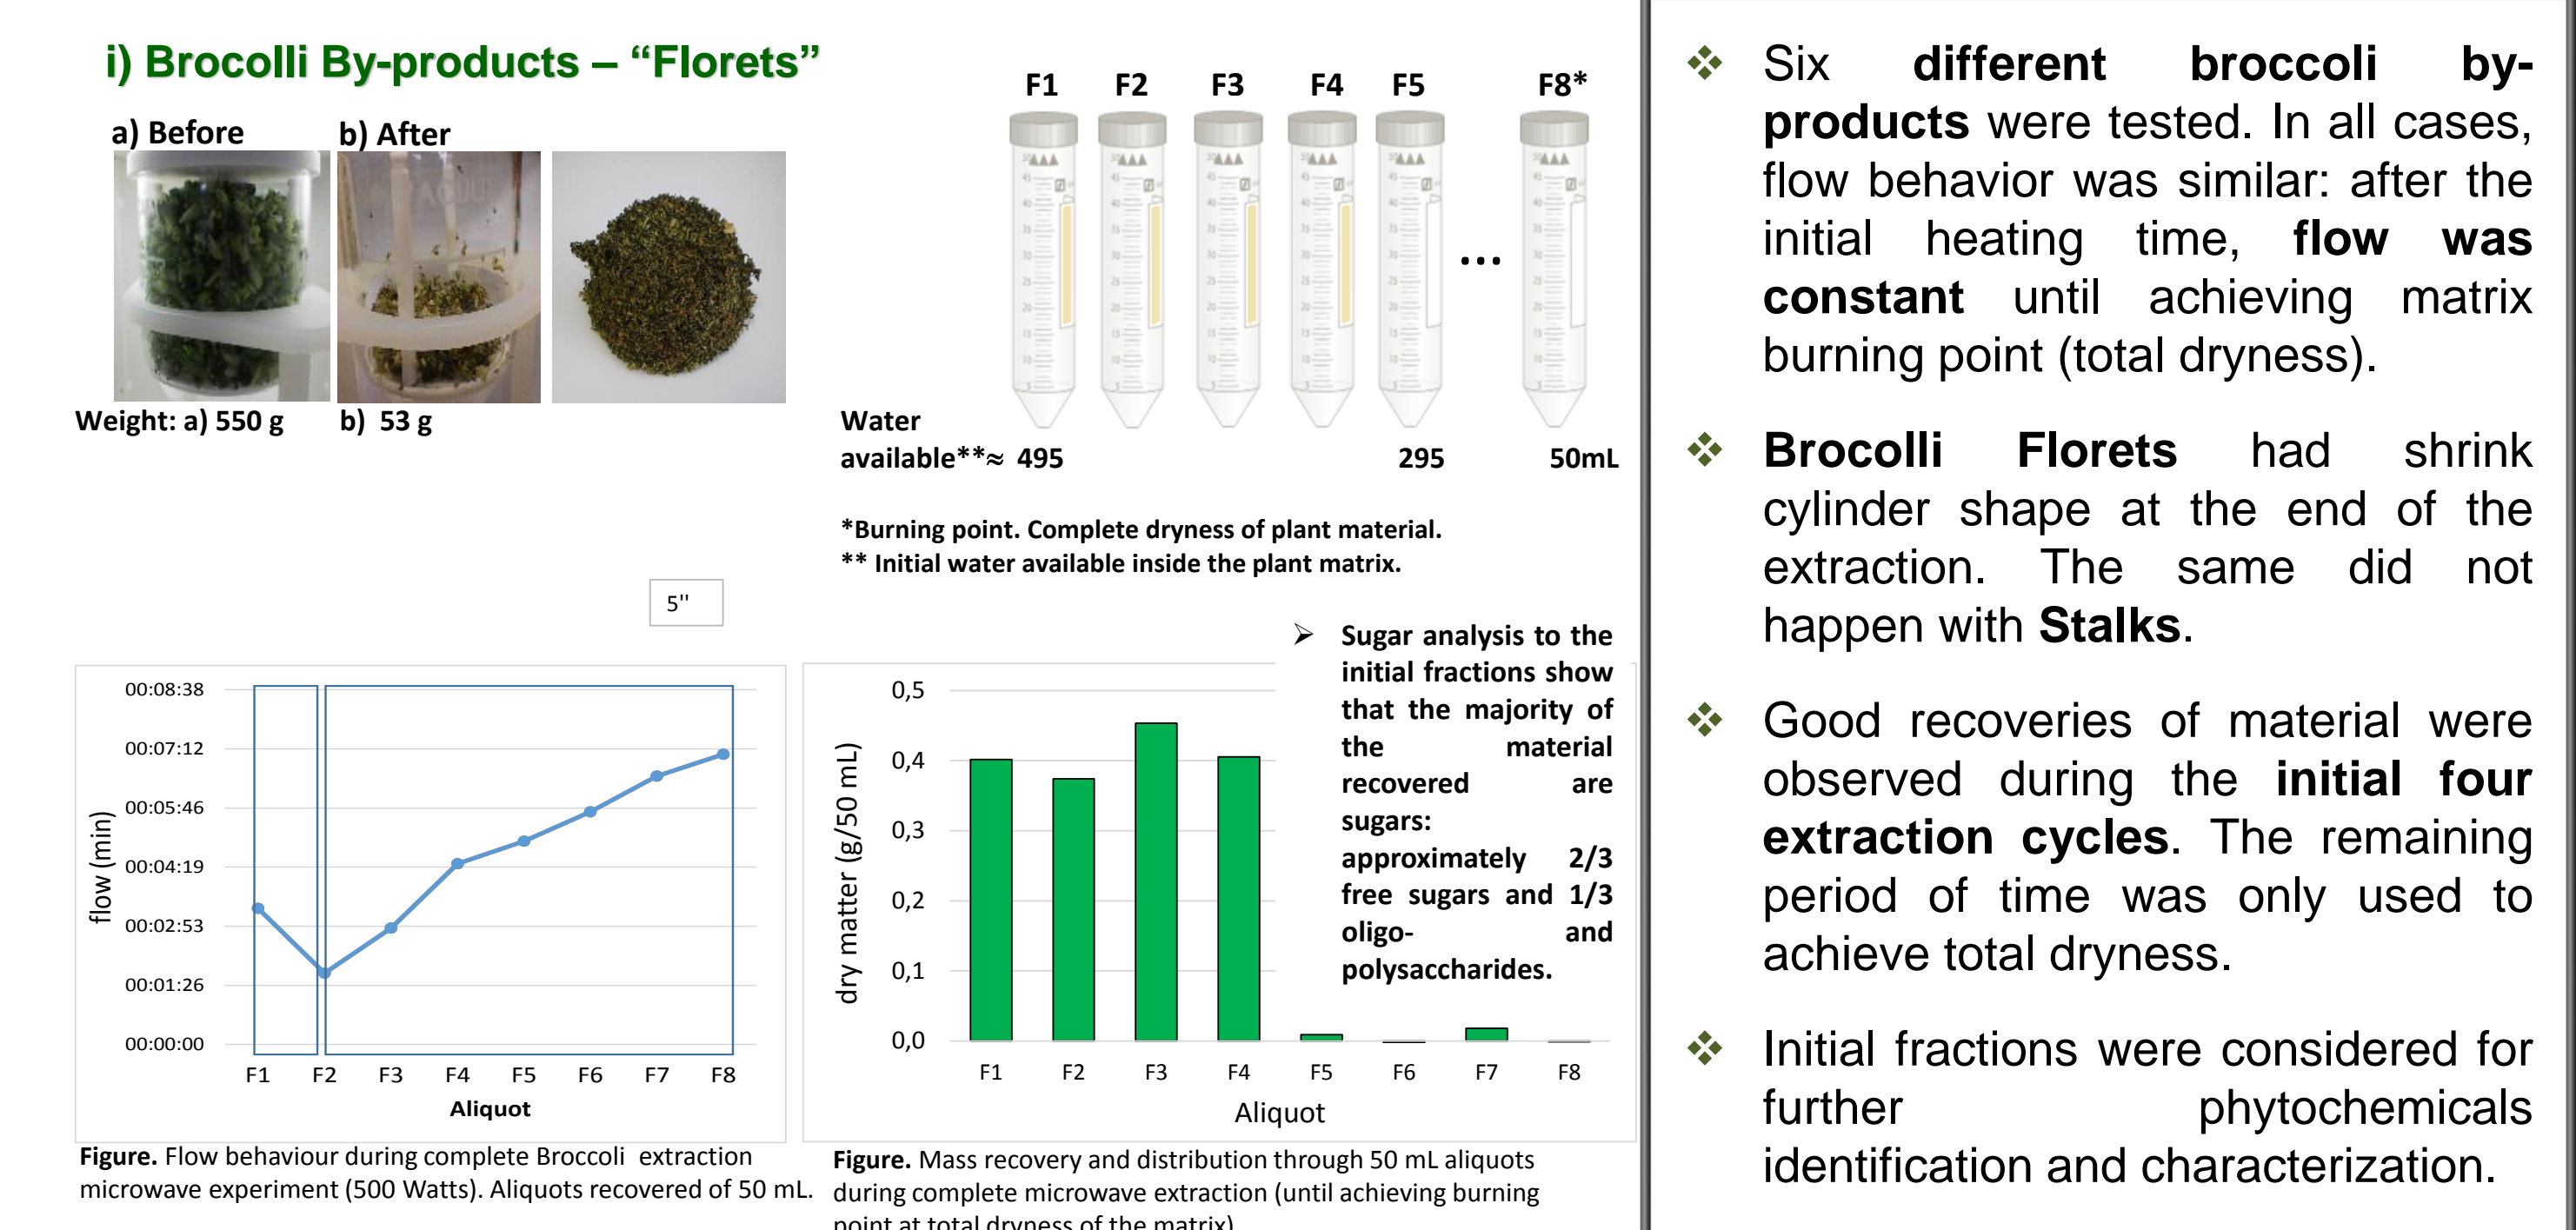 i) Brocolli By-products – “Florets”
a) Before
b) After
Weight: a) 550 g
b) 53 g
F1
F2
F3
F4
F5
F8*
...
Water
available**≈ 495
295
50mL
*Burning point. Complete dryness of plant material.
** Initial water available inside the plant matrix.
5''
flow (min)
00:08:38
00:07:12
00:05:46
00:04:19
00:02:53
00:01:26
00:00:00
F1 F2 F3 F4 F5 F6 F7 F8
Aliquot
Figure. Flow behaviour during complete Broccoli extraction
microwave experiment (500 Watts). Aliquots recovered of 50 mL.
dry matter (g/50 mL)
0,5
0,4
0,3
0,2
0,1
0,0
F1 F2 F3 F4 F5 F6 F7 F8
Aliquot
➢ Sugar analysis to the
initial fractions show
that the majority of
the material
recovered are
sugars:
approximately 2/3
free sugars and 1/3
oligo- and
polysaccharides.
Figure. Mass recovery and distribution through 50 mL aliquots
during complete microwave extraction (until achieving burning
point at total dryness of the matrix)
❖ Six different broccoli by-
products were tested. In all cases,
flow behavior was similar: after the
initial heating time, flow was
constant until achieving matrix
burning point (total dryness).
❖ Brocolli Florets had shrink
cylinder shape at the end of the
extraction. The same did not
happen with Stalks.
❖ Good recoveries of material were
observed during the initial four
extraction cycles. The remaining
period of time was only used to
achieve total dryness.
❖ Initial fractions were considered for
further phytochemicals
identification and characterization.